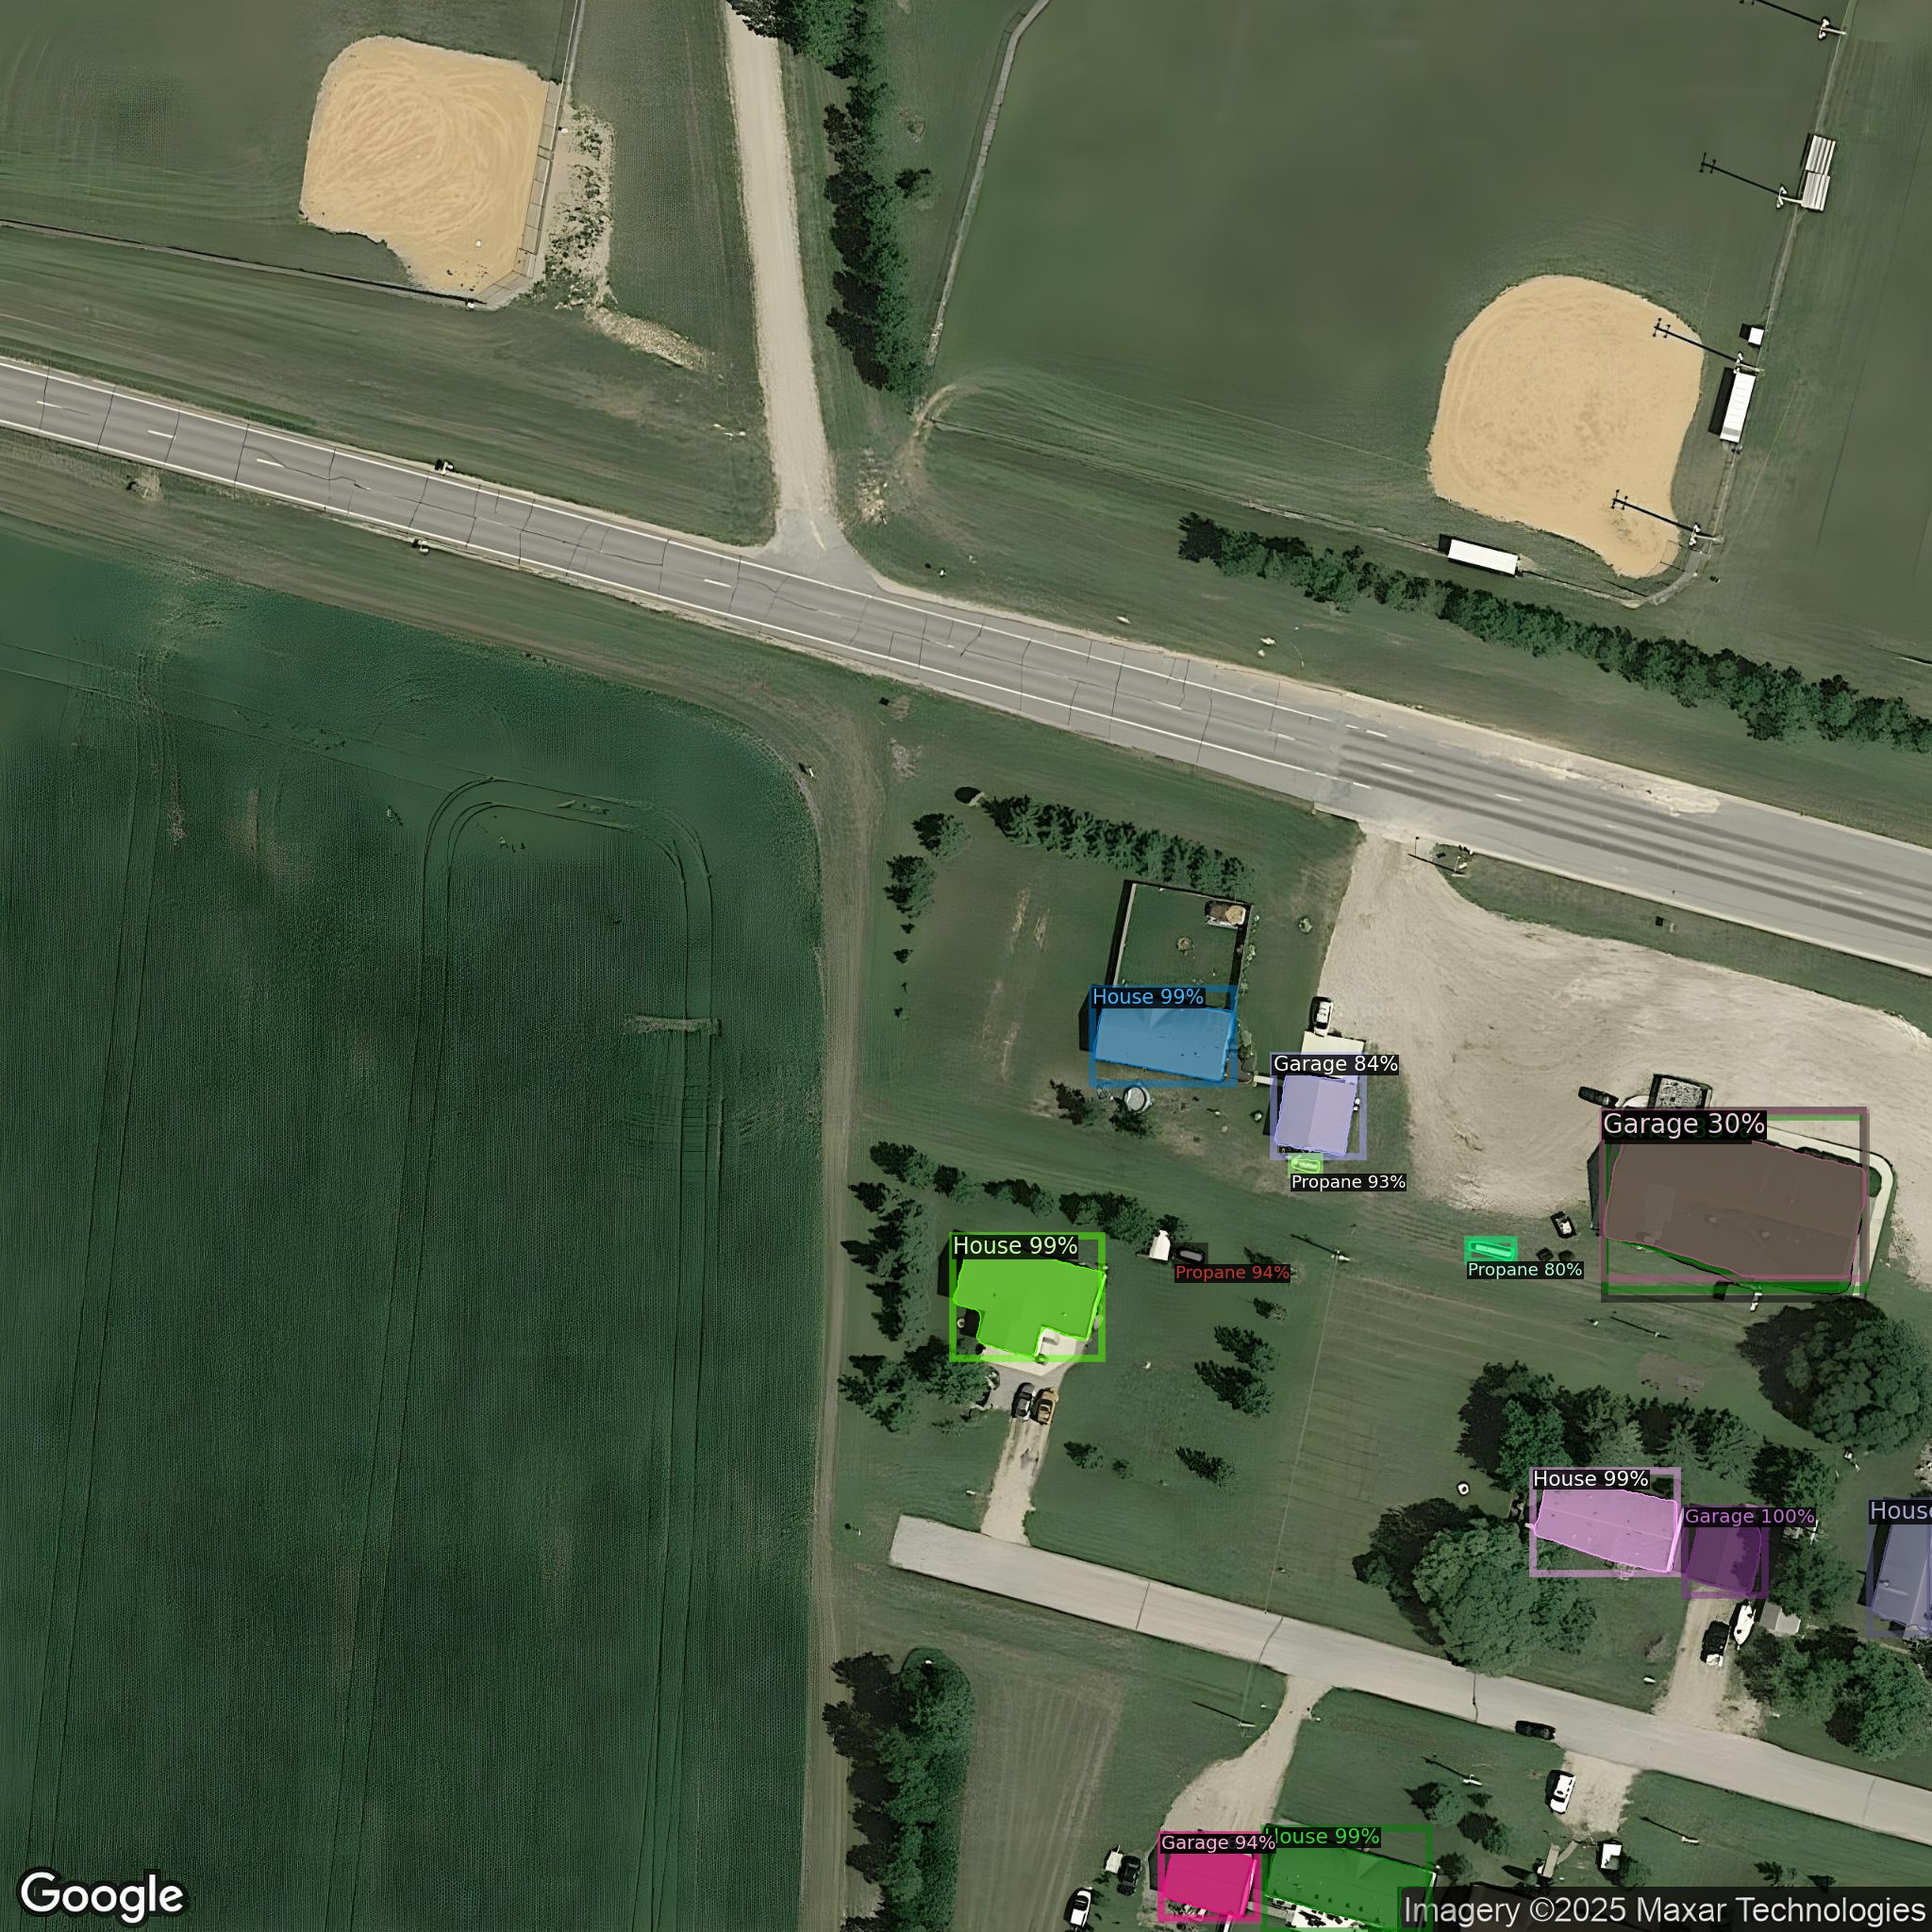 House 99%
Garage 84%
Garage 30%
Propane 93%
House 99%
Propane 94%
Propane 80%
House 99%
Garage 100%
House
Garage 94%
House 99%
Google
Imagery ©2025 Maxar Technologies